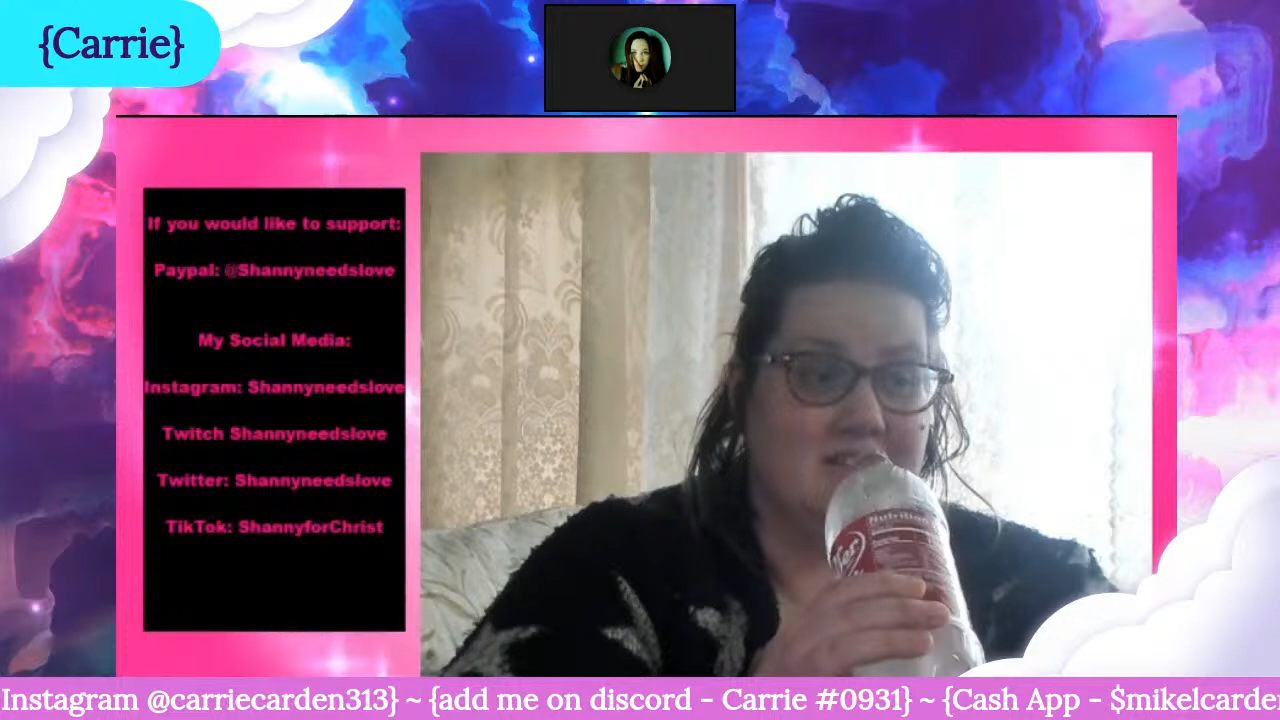 {Carrie}
If you would like to support:
Paypal: @Shannyneedslove
My Social Media:
Instagram: Shannyneedslove
Twitch Shannyneedslove
Twitter: Shannyneedslove
TikTok: ShannyforChrist
Nutrition
Instagram @carriecarden313} ~ {add me on discord - Carrie #0931} ~ {Cash App - $mikelcarde